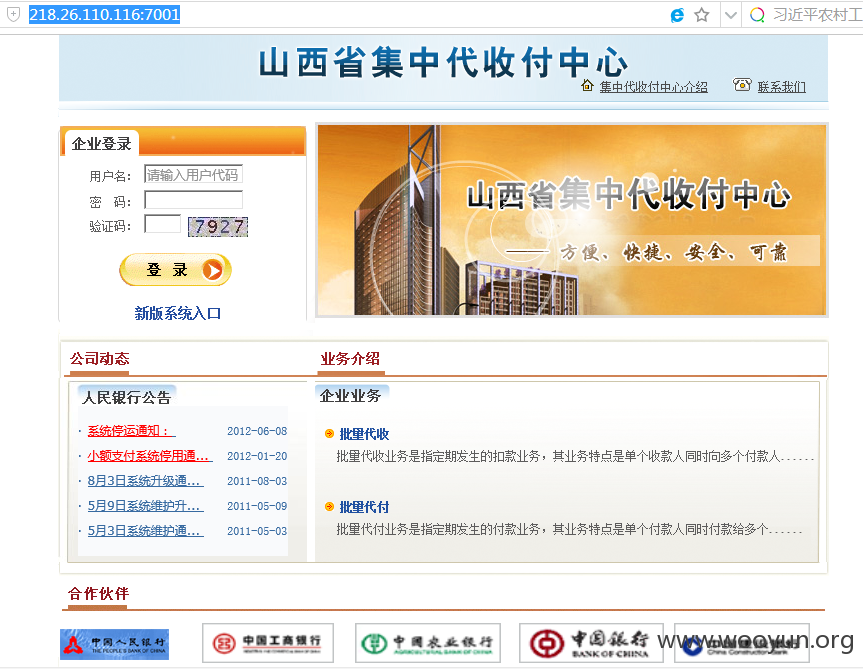 218.26.110.116:7001
习近平农村工
山西省集中代收付中心
集中代收付中心介绍 联系我们
企业登录
用户名： 请输入用户代码
密 码：
验证码： 7927
登 录
新版系统入口
山西省集中代收付中心
—— 方便、快捷、安全、可靠
公司动态
人民银行公告
· 系统停运通知： 2012-06-08
· 小额支付系统停用通... 2012-01-20
· 8月3日系统升级通... 2011-08-03
· 5月9日系统维护升... 2011-05-09
· 5月3日系统维护通... 2011-05-03
业务介绍
企业业务
批量代收
批量代收业务是指定期发生的扣款业务，其业务特点是单个收款人同时向多个付款人......
批量代付
批量代付业务是指定期发生的付款业务，其业务特点是单个付款人同时付款给多个......
合作伙伴
中国人民银行
THE PEOPLE'S BANK OF CHINA
中国工商银行
中国农业银行
AGRICULTURAL BANK OF CHINA
中国银行
BANK OF CHINA
中国建设银行
China Construction Bank
www.wooyun.org